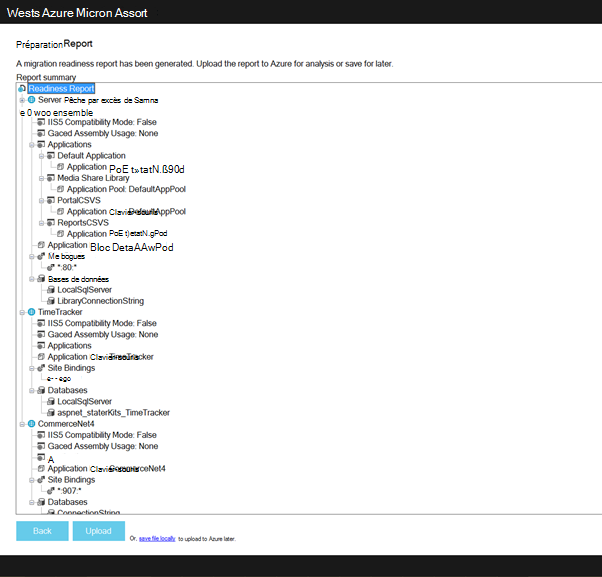 Wests Azure Micron Assort
Préparation Report
A migration readiness report has been generated. Upload the report to Azure for analysis or save for later.
Report summary
Readiness Report
Server Pêche par excès de Samna
e 0 woo ensemble
IIS5 Compatibility Mode: False
Gaced Assembly Usage: None
Applications
Default Application
Application PoE t»tatN.ß90d
Media Share Library
Application Pool: DefaultAppPool
PortalCSVS
Application DefaultAppPool
ReportsCSVS
Application PoE t)etatN.gPod
Application Bloc DetaAAwPod
Me bogues
*:80:*
Bases de données
LocalSqlServer
LibraryConnectionString
TimeTracker
IIS5 Compatibility Mode: False
Gaced Assembly Usage: None
Applications
Application TimeTracker
Site Bindings
e-- ego
Databases
LocalSqlServer
aspnet_staterKits_TimeTracker
CommerceNet4
IIS5 Compatibility Mode: False
Gaced Assembly Usage: None
A
Application CommerceNet4
Site Bindings
*:907:*
Databases
ConnectionString
Back Upload Or, save file locally to upload to Azure later.